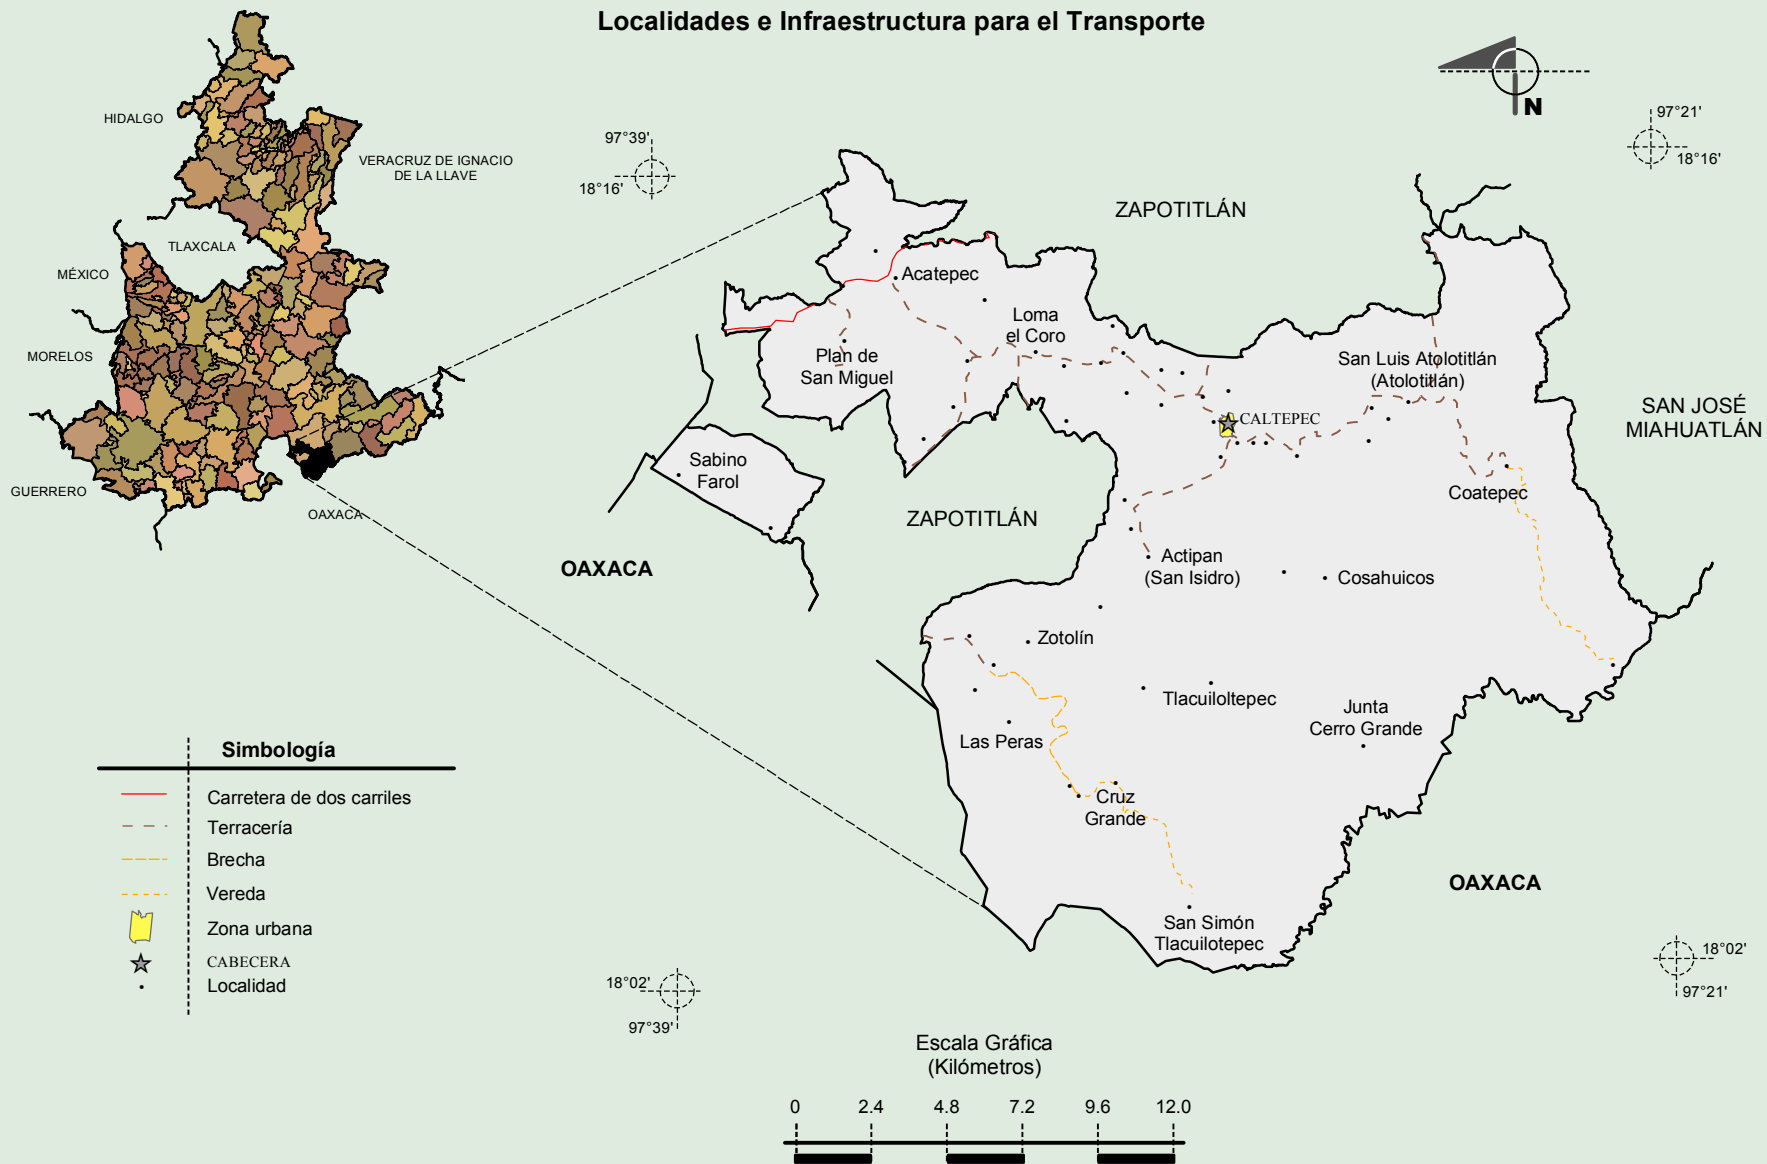 Localidades e Infraestructura para el Transporte
HIDALGO
VERACRUZ DE IGNACIO
DE LA LLAVE
TLAXCALA
MÉXICO
MORELOS
GUERRERO
OAXACA
N
97°39'
18°16'
97°21'
18°16'
ZAPOTITLÁN
Acatepec
Loma
el Coro
Plan de
San Miguel
San Luis Atolotitlán
(Atolotitlán)
CALTEPEC
SAN JOSÉ
MIAHUATLÁN
Sabino
Farol
Coatepec
ZAPOTITLÁN
OAXACA
Actipan
(San Isidro)
Cosahuicos
Zotolín
Tlacuiloltepec
Junta
Cerro Grande
Las Peras
Cruz
Grande
OAXACA
San Simón
Tlacuilotepec
Simbología
Carretera de dos carriles
Terracería
Brecha
Vereda
Zona urbana
CABECERA
Localidad
18°02'
97°39'
18°02'
97°21'
Escala Gráfica
(Kilómetros)
0 2.4 4.8 7.2 9.6 12.0